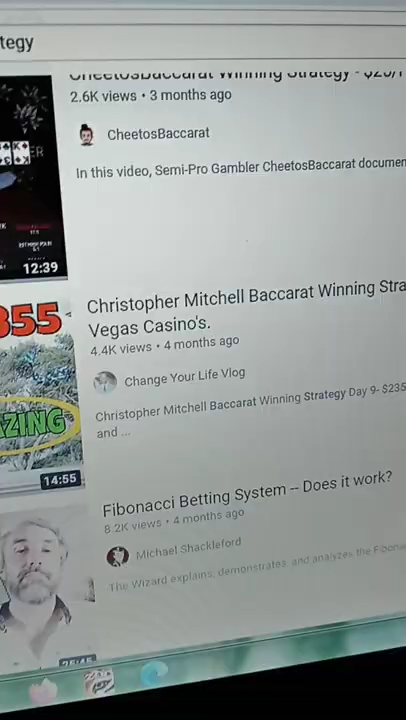 tegy
CheetosBaccarat Winning Strategy - $25/
2.6K views • 3 months ago
CheetosBaccarat
In this video, Semi-Pro Gambler CheetosBaccarat documen
12:39
Christopher Mitchell Baccarat Winning Stra
Vegas Casino's.
4.4K views • 4 months ago
Change Your Life Vlog
Christopher Mitchell Baccarat Winning Strategy Day 9- $235
and ...
355
ZING
14:55
Fibonacci Betting System -- Does it work?
8.2K views • 4 months ago
Michael Shackleford
The Wizard explains, demonstrates, and analyzes the Fibona